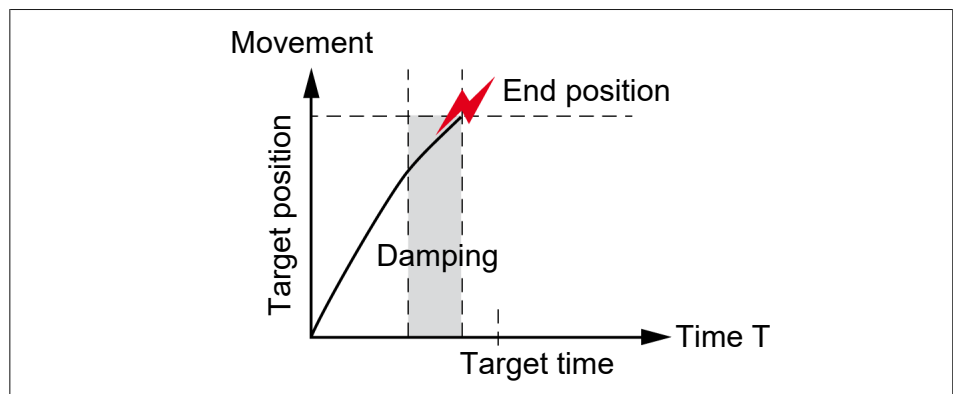 Movement
End position
Target position
Damping
Time T
Target time